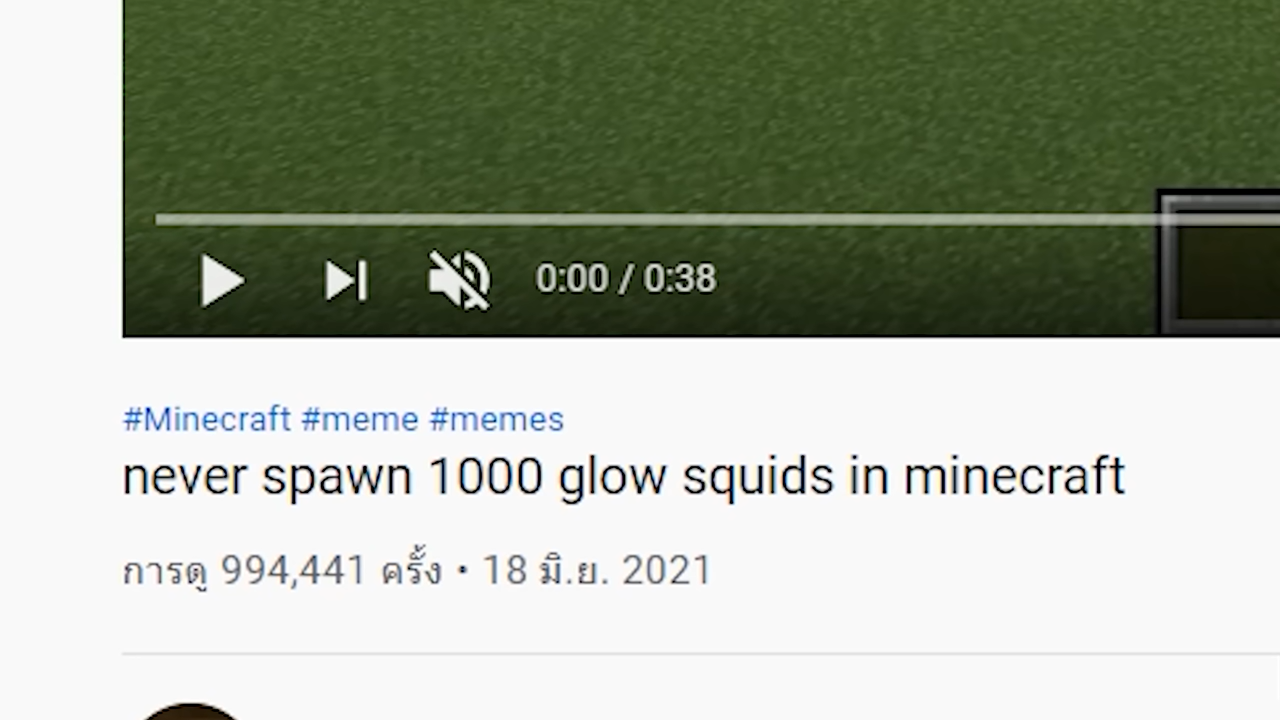 0:00 / 0:38
#Minecraft #meme #memes
never spawn 1000 glow squids in minecraft
การดู 994,441 ครั้ง • 18 มิ.ย. 2021